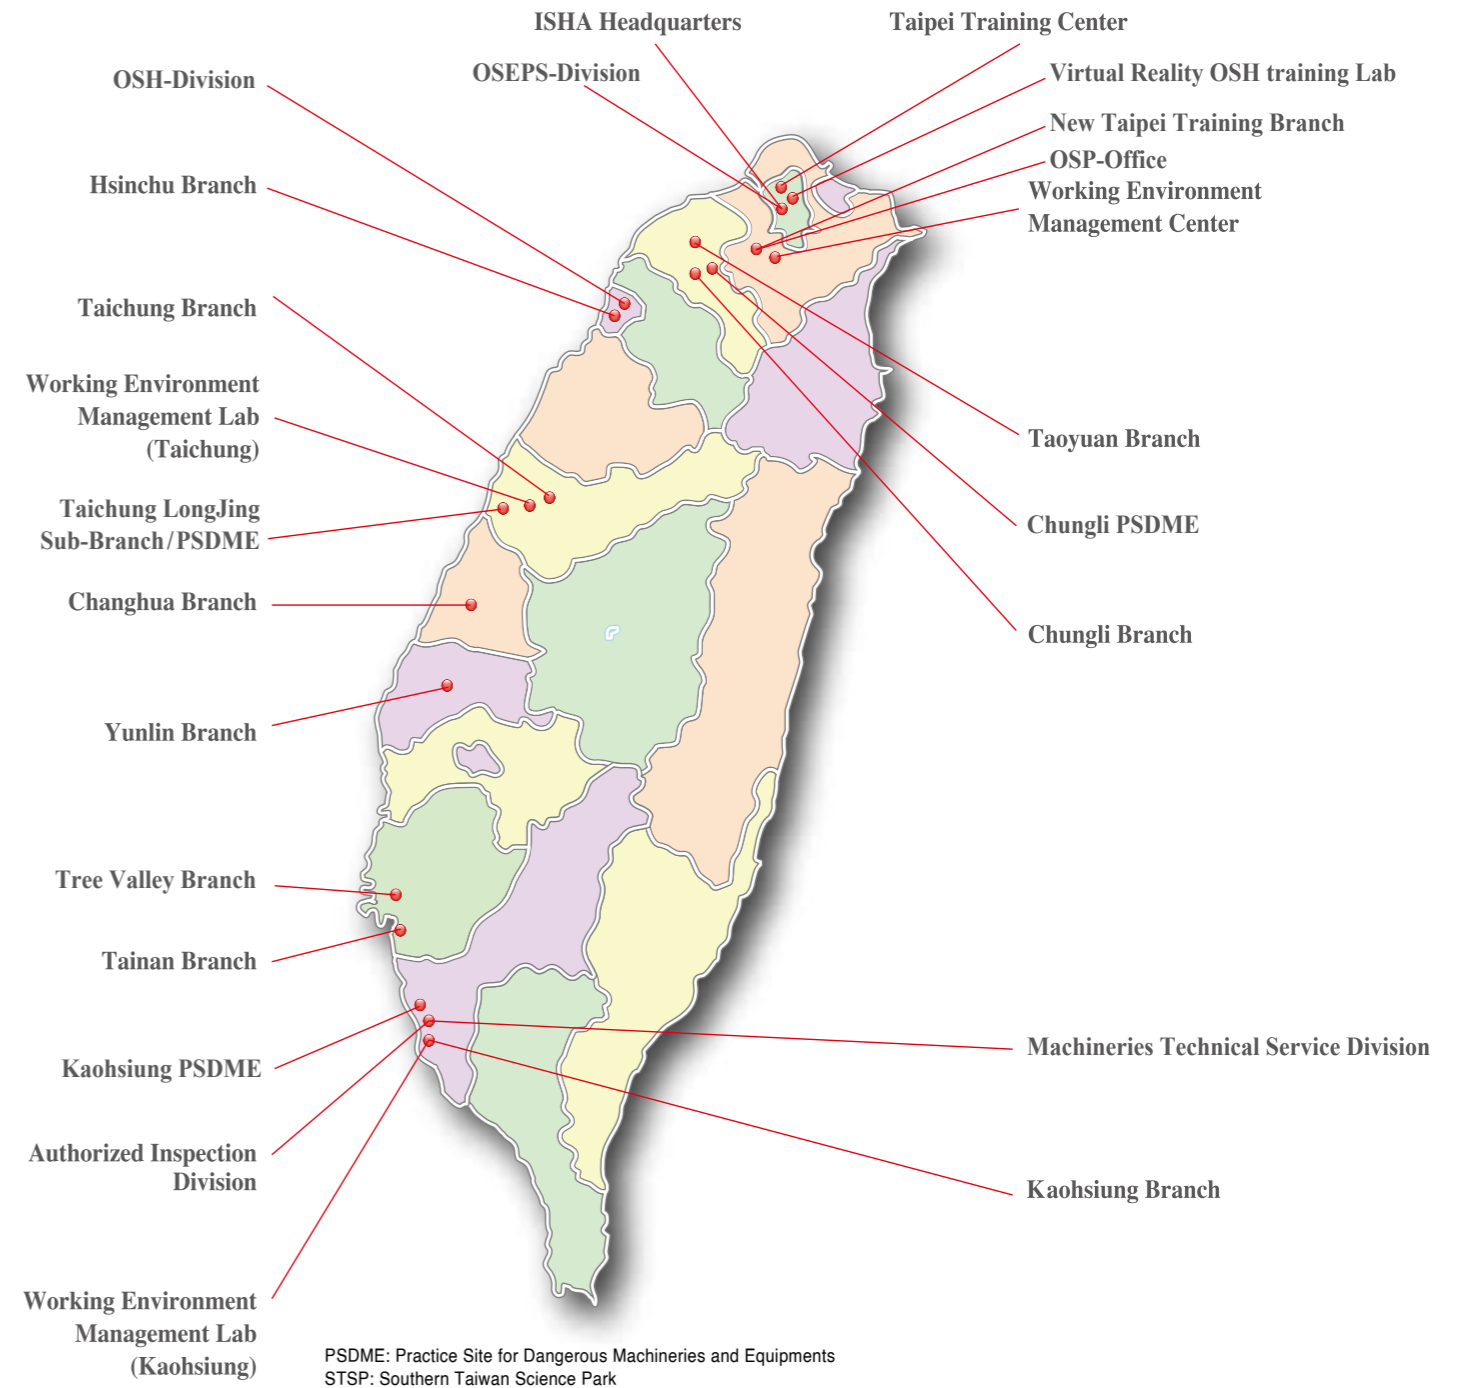 ISHA Headquarters
Taipei Training Center
OSEPS-Division
Virtual Reality OSH training Lab
OSH-Division
New Taipei Training Branch
OSP-Office
Working Environment
Management Center
Hsinchu Branch
Taichung Branch
Working Environment
Management Lab
(Taichung)
Taoyuan Branch
Taichung LongJing
Sub-Branch/PSDME
Chungli PSDME
Changhua Branch
Chungli Branch
Yunlin Branch
Tree Valley Branch
Tainan Branch
Machineries Technical Service Division
Kaohsiung PSDME
Authorized Inspection
Division
Kaohsiung Branch
Working Environment
Management Lab
(Kaohsiung)
PSDME: Practice Site for Dangerous Machineries and Equipments
STSP: Southern Taiwan Science Park